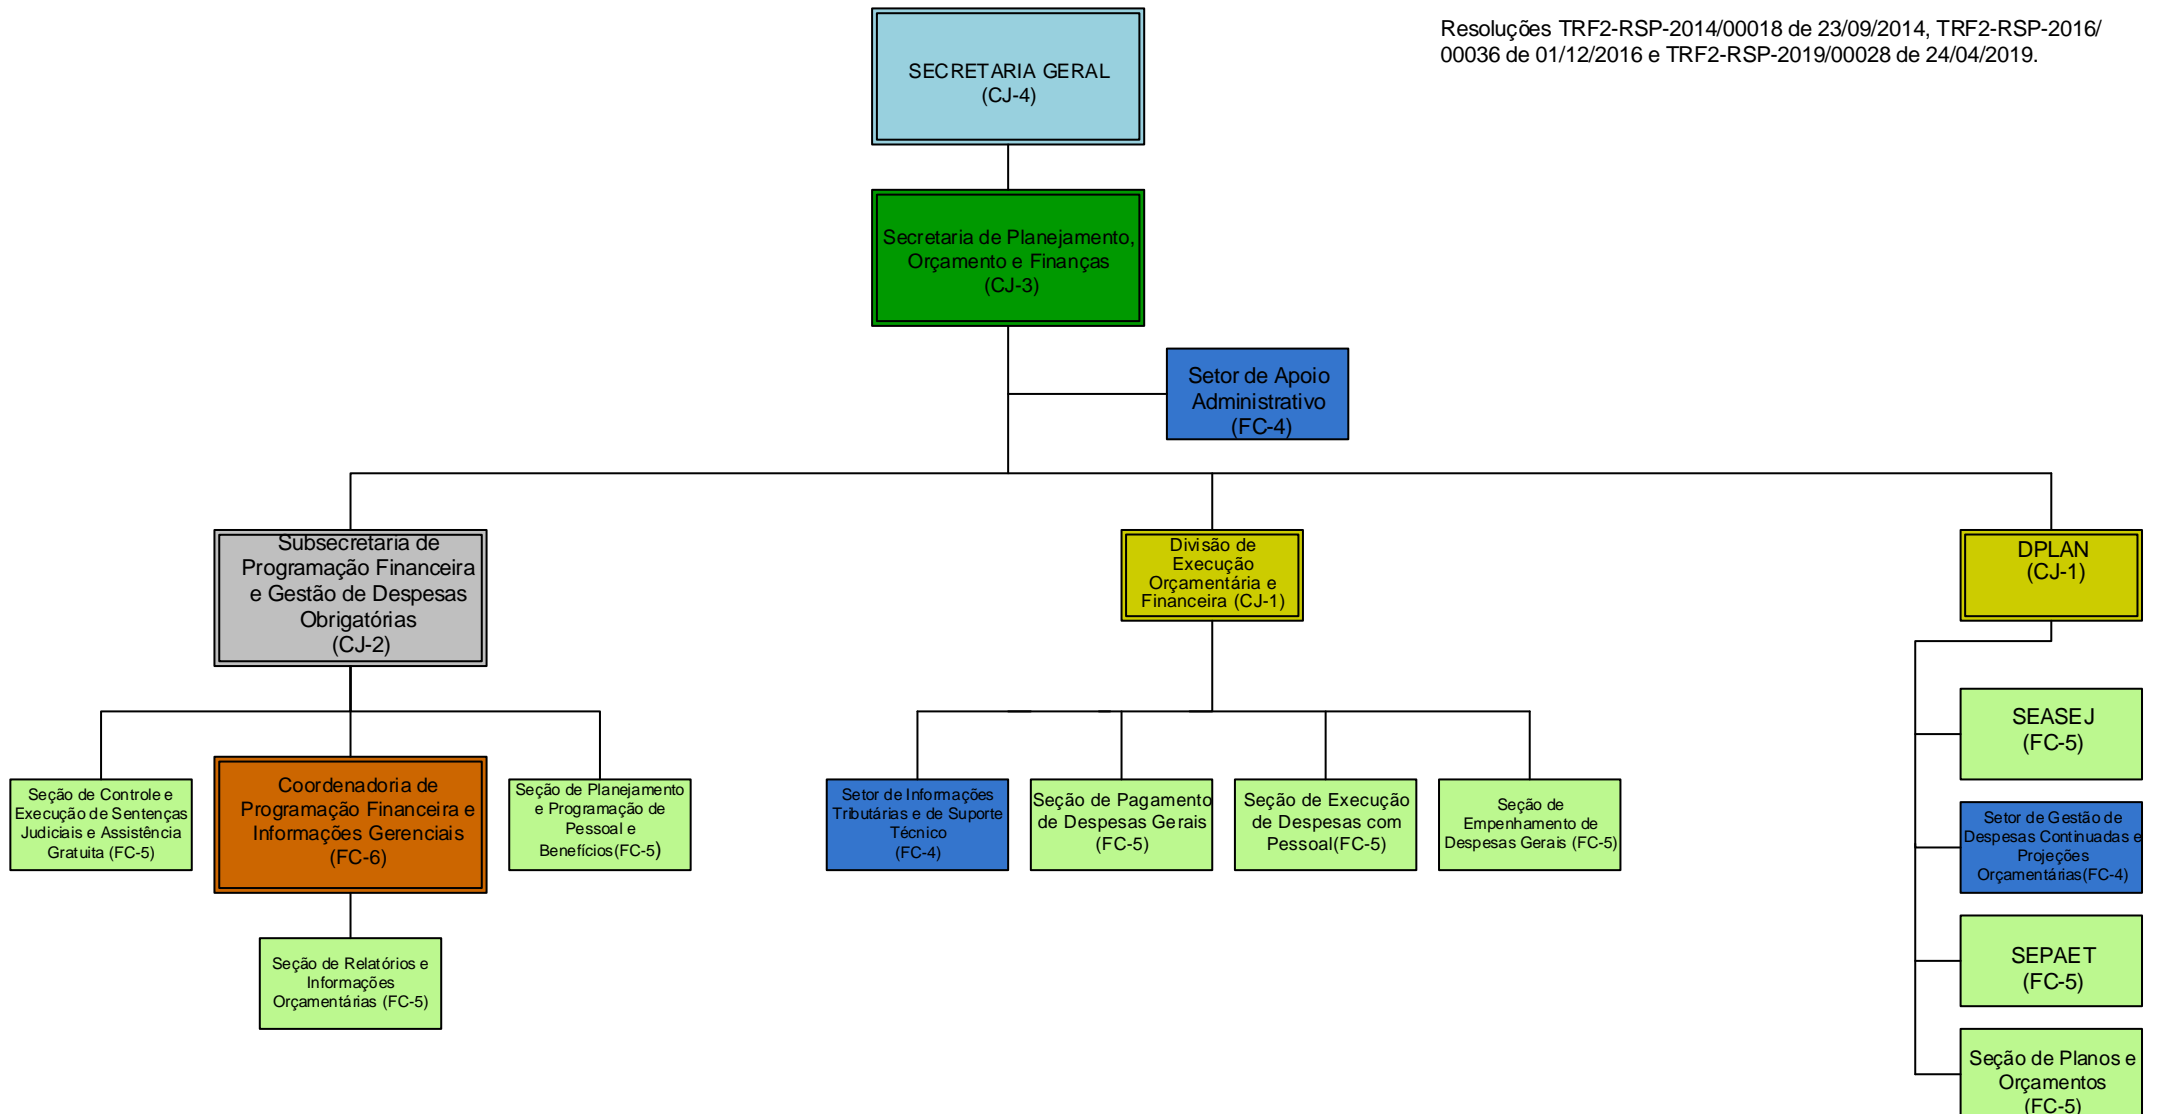 Resoluções TRF2-RSP-2014/00018 de 23/09/2014, TRF2-RSP-2016/
00036 de 01/12/2016 e TRF2-RSP-2019/00028 de 24/04/2019.
SECRETARIA GERAL
(CJ-4)
Secretaria de Planejamento,
Orçamento e Finanças
(CJ-3)
Setor de Apoio
Administrativo
(FC-4)
Subsecretaria de
Programação Financeira
e Gestão de Despesas
Obrigatórias
(CJ-2)
Divisão de
Execução
Orçamentária e
Financeira (CJ-1)
DPLAN
(CJ-1)
Seção de Controle e
Execução de Sentenças
Judiciais e Assistência
Gratuita (FC-5)
Coordenadoria de
Programação Financeira e
Informações Gerenciais
(FC-6)
Seção de Planejamento
e Programação de
Pessoal e
Benefícios(FC-5)
Seção de Relatórios e
Informações
Orçamentárias (FC-5)
Setor de Informações
Tributárias e de Suporte
Técnico
(FC-4)
Seção de Pagamento
de Despesas Gerais
(FC-5)
Seção de Execução
de Despesas com
Pessoal(FC-5)
Seção de
Empenhamento de
Despesas Gerais (FC-5)
SEASEJ
(FC-5)
Setor de Gestão de
Despesas Continuadas e
Projeções
Orçamentárias(FC-4)
SEPAET
(FC-5)
Seção de Planos e
Orçamentos
(FC-5)